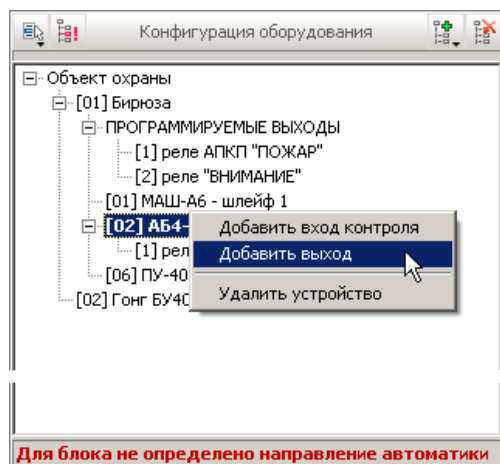 Конфигурация оборудования
Объект охраны
[01] Бирюза
ПРОГРАММИРУЕМЫЕ ВЫХОДЫ
[1] реле АПКП "ПОЖАР"
[2] реле "ВНИМАНИЕ"
[01] МАШ-А6 - шлейф 1
[02] АБ4-
Добавить вход контроля
[1] рел
Добавить выход
[06] ПУ-40
Удалить устройство
[02] Гонг БУ40
Для блока не определено направление автоматики